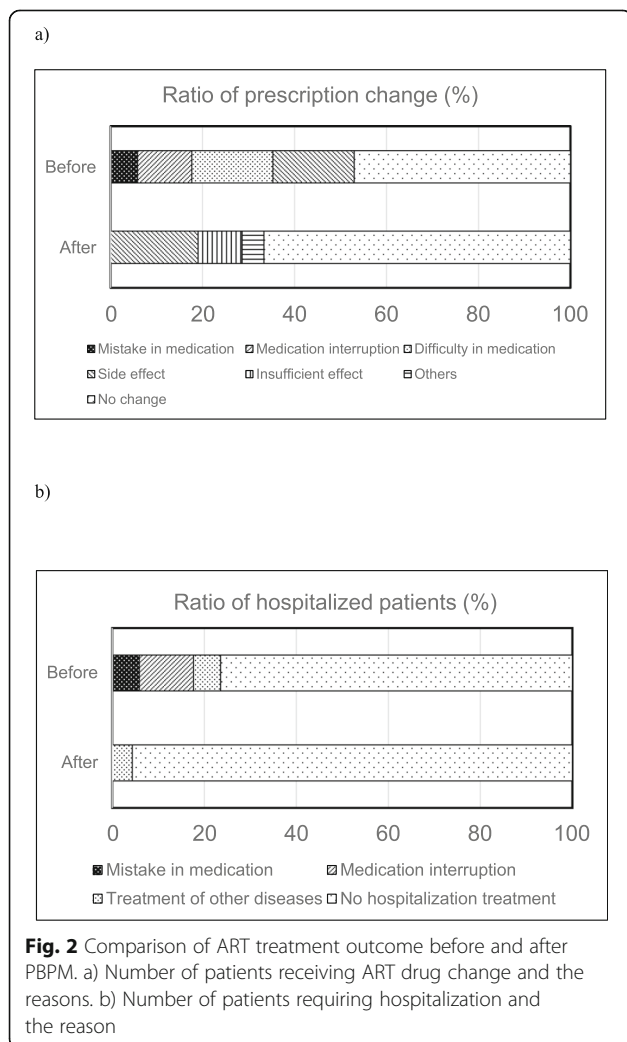 a)
Ratio of prescription change (%)
Before
After
0 20 40 60 80 100
Mistake in medication Medication interruption Difficulty in medication
Side effect Insufficient effect Others
No change
b)
Ratio of hospitalized patients (%)
Before
After
0 20 40 60 80 100
Mistake in medication Medication interruption
Treatment of other diseases No hospitalization treatment
Fig. 2 Comparison of ART treatment outcome before and after
PBPM. a) Number of patients receiving ART drug change and the
reasons. b) Number of patients requiring hospitalization and
the reason